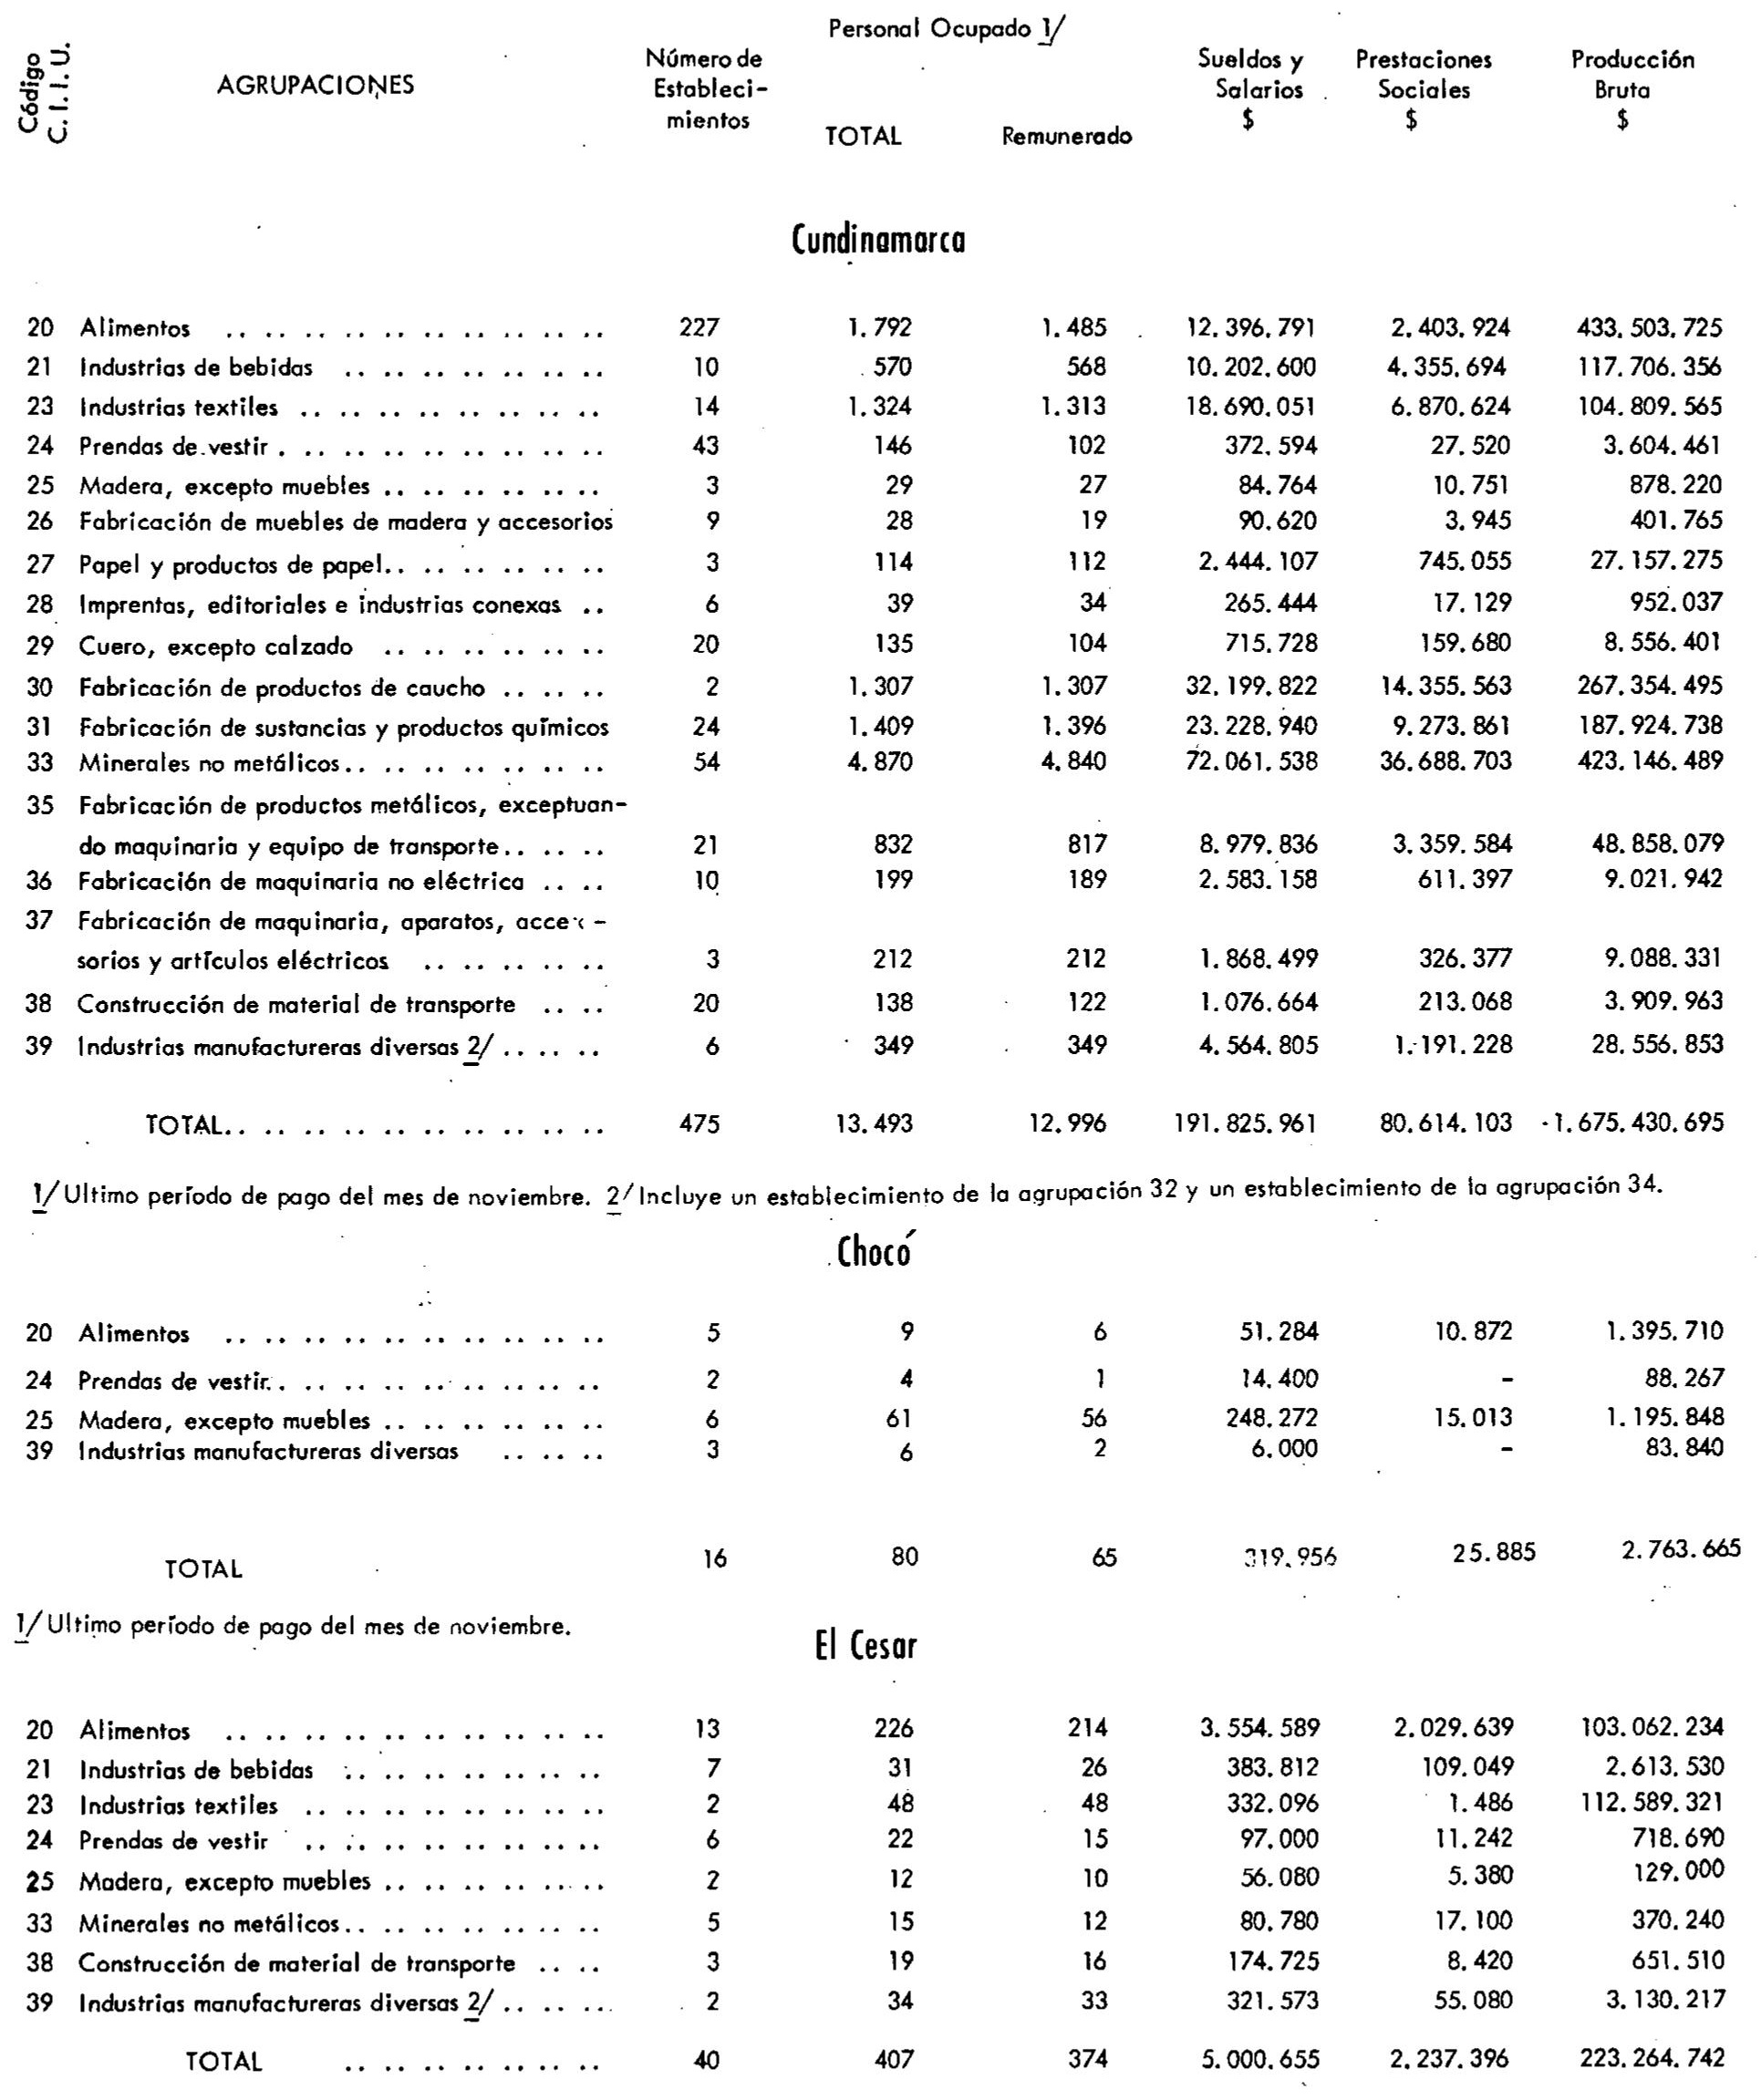 Código C. I. I. U.
AGRUPACIONES
Número de Estableci- mientos
Personal Ocupado 1/
TOTAL Remunerado
Sueldos y Salarios $
Prestaciones Sociales $
Producción Bruta $
Cundinamarca
20 Alimentos .. .. .. .. .. .. .. .. .. .. 227 1.792 1.485 12.396.791 2.403.924 433.503.725
21 Industrias de bebidas .. .. .. .. .. .. .. 10 570 568 10.202.600 4.355.694 117.706.356
23 Industrias textiles .. .. .. .. .. .. .. .. 14 1.324 1.313 18.690.051 6.870.624 104.809.565
24 Prendas de vestir . .. .. .. .. .. .. .. .. 43 146 102 372.594 27.520 3.604.461
25 Madera, excepto muebles .. .. .. .. .. .. 3 29 27 84.764 10.751 878.220
26 Fabricación de muebles de madera y accesorios 9 28 19 90.620 3.945 401.765
27 Papel y productos de papel.. .. .. .. .. .. 3 114 112 2.444.107 745.055 27.157.275
28 Imprentas, editoriales e industrias conexas .. 6 39 34 265.444 17.129 952.037
29 Cuero, excepto calzado .. .. .. .. .. .. 20 135 104 715.728 159.680 8.556.401
30 Fabricación de productos de caucho .. .. .. 2 1.307 1.307 32.199.822 14.355.563 267.354.495
31 Fabricación de sustancias y productos químicos 24 1.409 1.396 23.228.940 9.273.861 187.924.738
33 Minerales no metálicos.. .. .. .. .. .. .. 54 4.870 4.840 72.061.538 36.688.703 423.146.489
35 Fabricación de productos metálicos, exceptuan-
do maquinaria y equipo de transporte.. .. .. 21 832 817 8.979.836 3.359.584 48.858.079
36 Fabricación de maquinaria no eléctrica .. .. 10 199 189 2.583.158 611.397 9.021.942
37 Fabricación de maquinaria, aparatos, acce-
sorios y artículos eléctricos .. .. .. .. .. 3 212 212 1.868.499 326.377 9.088.331
38 Construcción de material de transporte .. .. 20 138 122 1.076.664 213.068 3.909.963
39 Industrias manufactureras diversas 2/ .. .. .. 6 349 349 4.564.805 1.191.228 28.556.853
TOTAL.. .. .. .. .. .. .. .. .. .. 475 13.493 12.996 191.825.961 80.614.103 1.675.430.695
1/ Ultimo período de pago del mes de noviembre. 2/ Incluye un establecimiento de la agrupación 32 y un establecimiento de la agrupación 34.
Chocó
20 Alimentos .. .. .. .. .. .. .. .. .. .. 5 9 6 51.284 10.872 1.395.710
24 Prendas de vestir.. .. .. .. .. .. .. .. .. 2 4 1 14.400 - 88.267
25 Madera, excepto muebles .. .. .. .. .. .. 6 61 56 248.272 15.013 1.195.848
39 Industrias manufactureras diversas .. .. .. 3 6 2 6.000 - 83.840
TOTAL 16 80 65 319.956 25.885 2.763.665
1/ Ultimo período de pago del mes de noviembre.
El Cesar
20 Alimentos .. .. .. .. .. .. .. .. .. .. 13 226 214 3.554.589 2.029.639 103.062.234
21 Industrias de bebidas .. .. .. .. .. .. .. 7 31 26 383.812 109.049 2.613.530
23 Industrias textiles .. .. .. .. .. .. .. .. 2 48 48 332.096 1.486 112.589.321
24 Prendas de vestir .. .. .. .. .. .. .. .. 6 22 15 97.000 11.242 718.690
25 Madera, excepto muebles .. .. .. .. .. .. 2 12 10 56.080 5.380 129.000
33 Minerales no metálicos.. .. .. .. .. .. .. 5 15 12 80.780 17.100 370.240
38 Construcción de material de transporte .. .. 3 19 16 174.725 8.420 651.510
39 Industrias manufactureras diversas 2/ .. .. ... 2 34 33 321.573 55.080 3.130.217
TOTAL .. .. .. .. .. .. .. 40 407 374 5.000.655 2.237.396 223.264.742